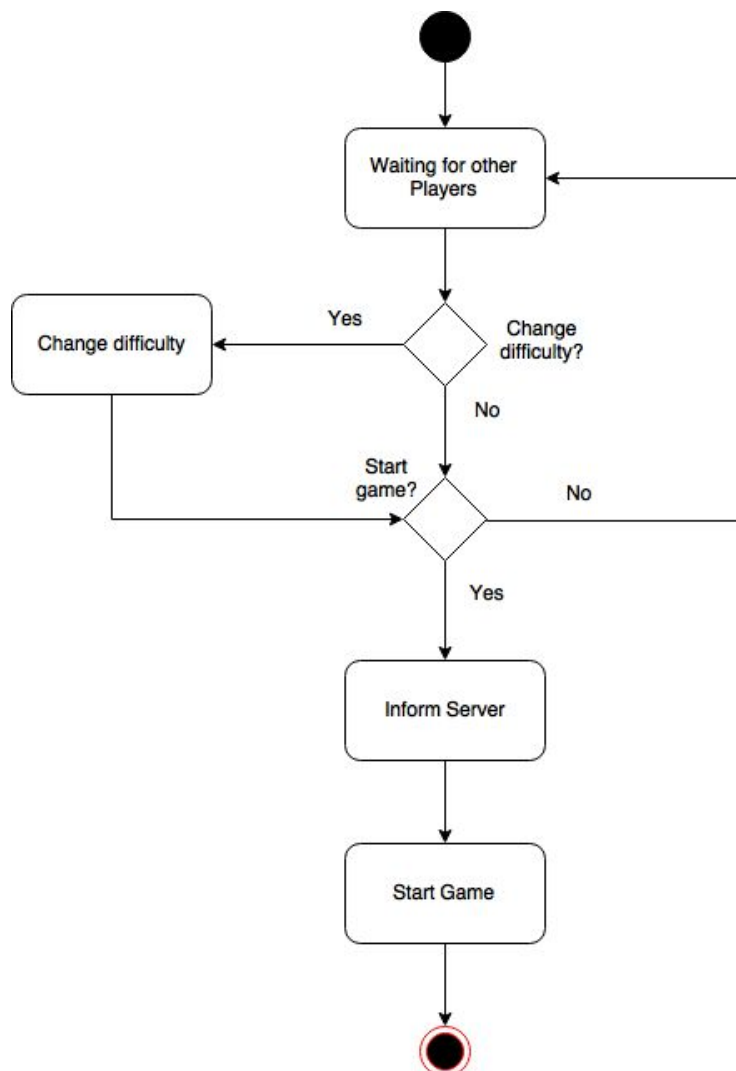 Waiting for other
Players
Yes
Change
difficulty?
Change difficulty
No
Start
game?
No
Yes
Inform Server
Start Game